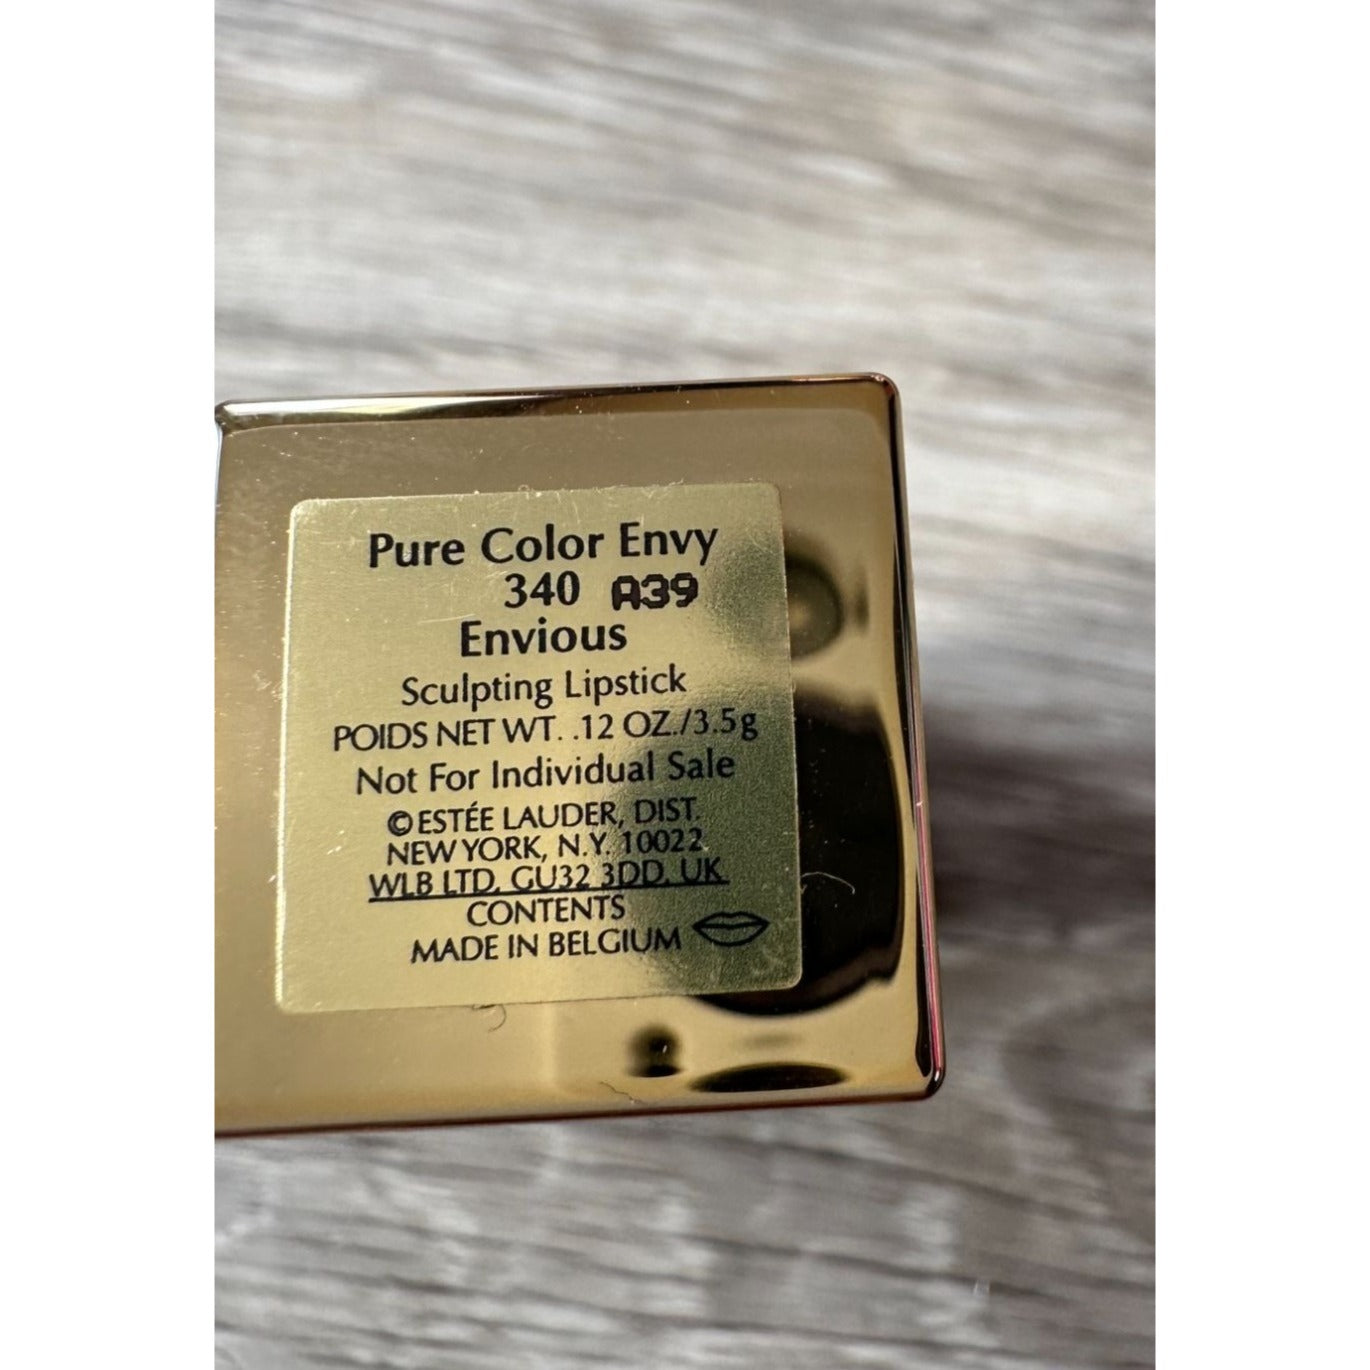 Pure Color Envy
340 A39
Envious
Sculpting Lipstick
POIDS NET WT. .12 OZ./3.5g
Not For Individual Sale
©ESTÉE LAUDER, DIST.
NEW YORK, N.Y. 10022
WLB LTD, GU32 3DD, UK
CONTENTS
MADE IN BELGIUM